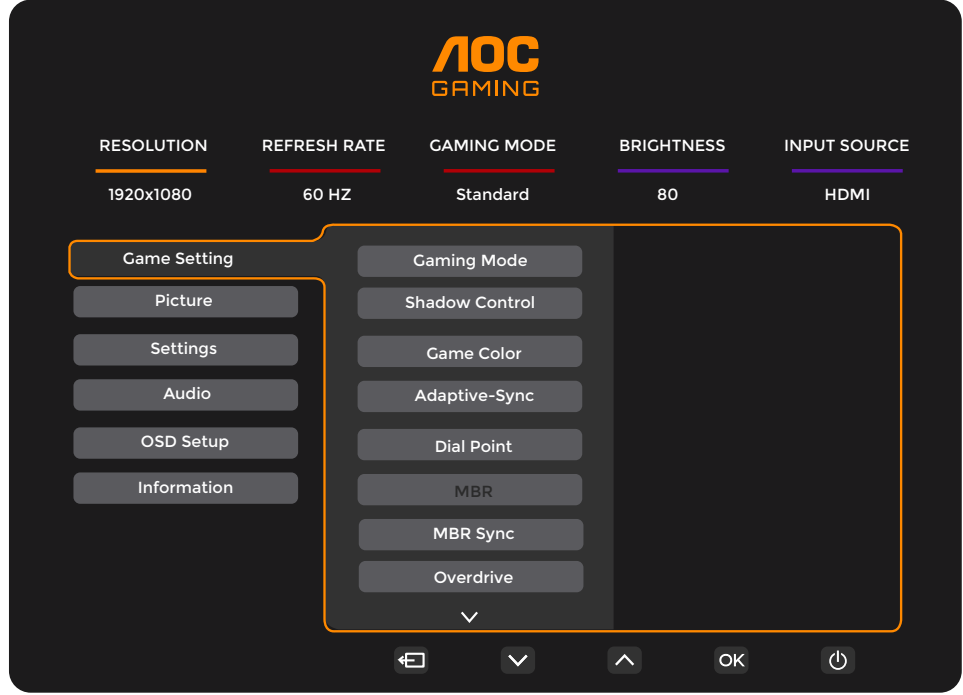 AOC
GAMING
RESOLUTION REFRESH RATE GAMING MODE BRIGHTNESS INPUT SOURCE
1920x1080 60 HZ Standard 80 HDMI
Game Setting
Picture
Settings
Audio
OSD Setup
Information
Gaming Mode
Shadow Control
Game Color
Adaptive-Sync
Dial Point
MBR
MBR Sync
Overdrive
OK